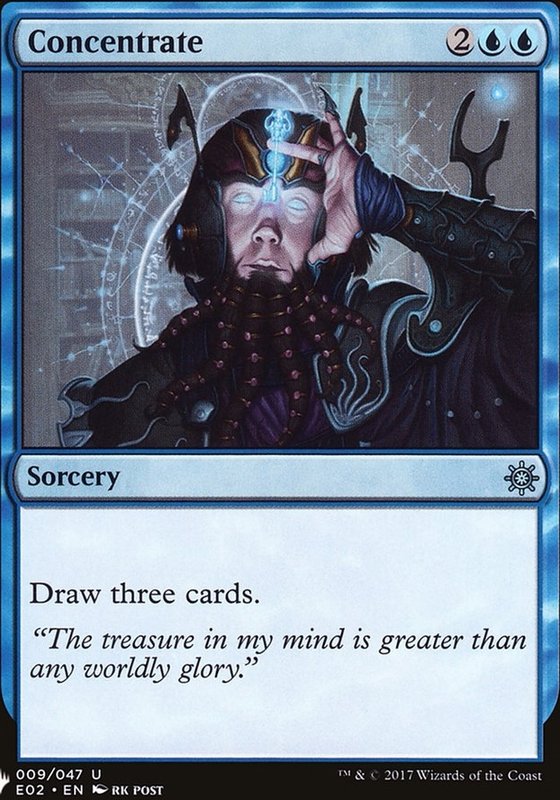 Concentrate 2
Sorcery
Draw three cards.
“The treasure in my mind is greater than
any worldly glory.”
009/047 U
E02 • EN RK POST
™ & © 2017 Wizards of the Coast